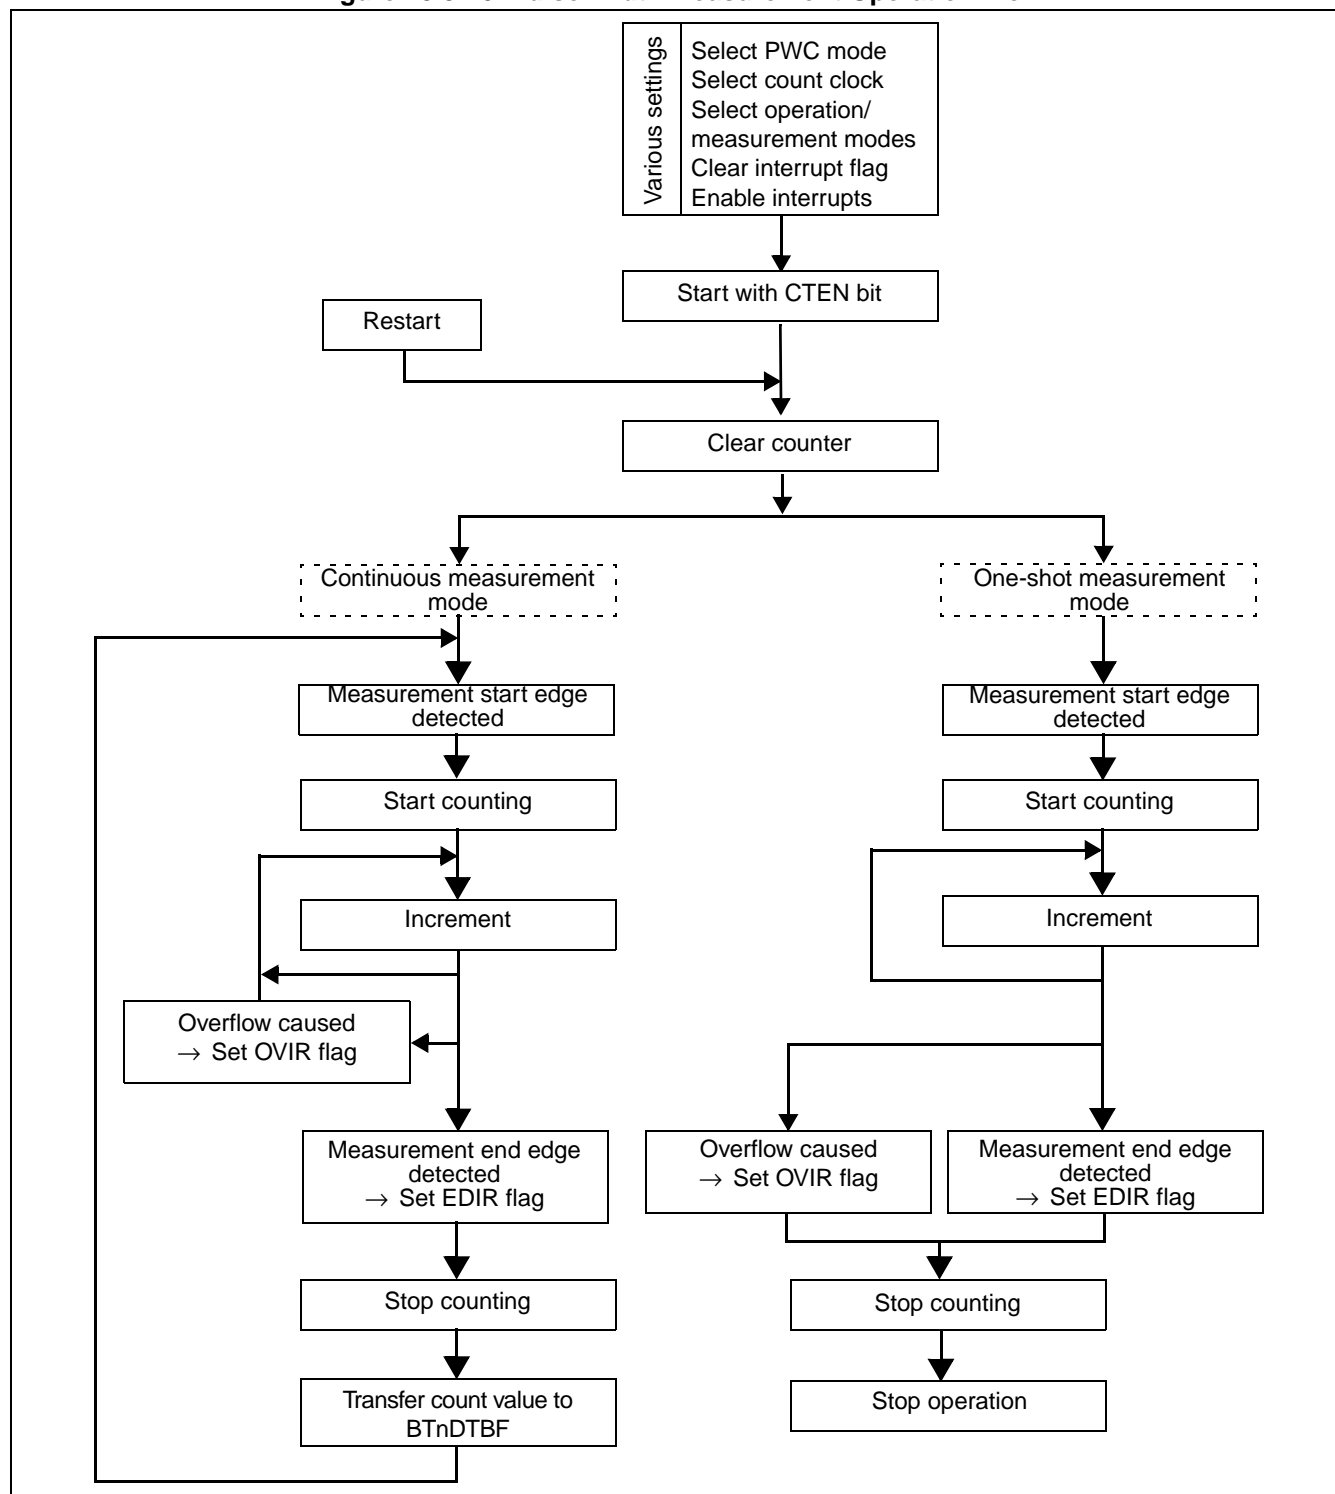 Various settings
Select PWC mode
Select count clock
Select operation/
measurement modes
Clear interrupt flag
Enable interrupts
Start with CTEN bit
Restart
Clear counter
Continuous measurement
mode
One-shot measurement
mode
Measurement start edge
detected
Measurement start edge
detected
Start counting
Start counting
Increment
Increment
Overflow caused
→ Set OVIR flag
Measurement end edge
detected
→ Set EDIR flag
Overflow caused
→ Set OVIR flag
Measurement end edge
detected
→ Set EDIR flag
Stop counting
Stop counting
Transfer count value to
BTnDTBF
Stop operation